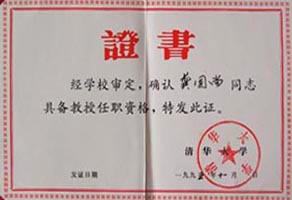 證書
经学校审定，确认 同志
具备教授任职资格，特发此证。
清华大学
发证日期 一九九 年十一月 日